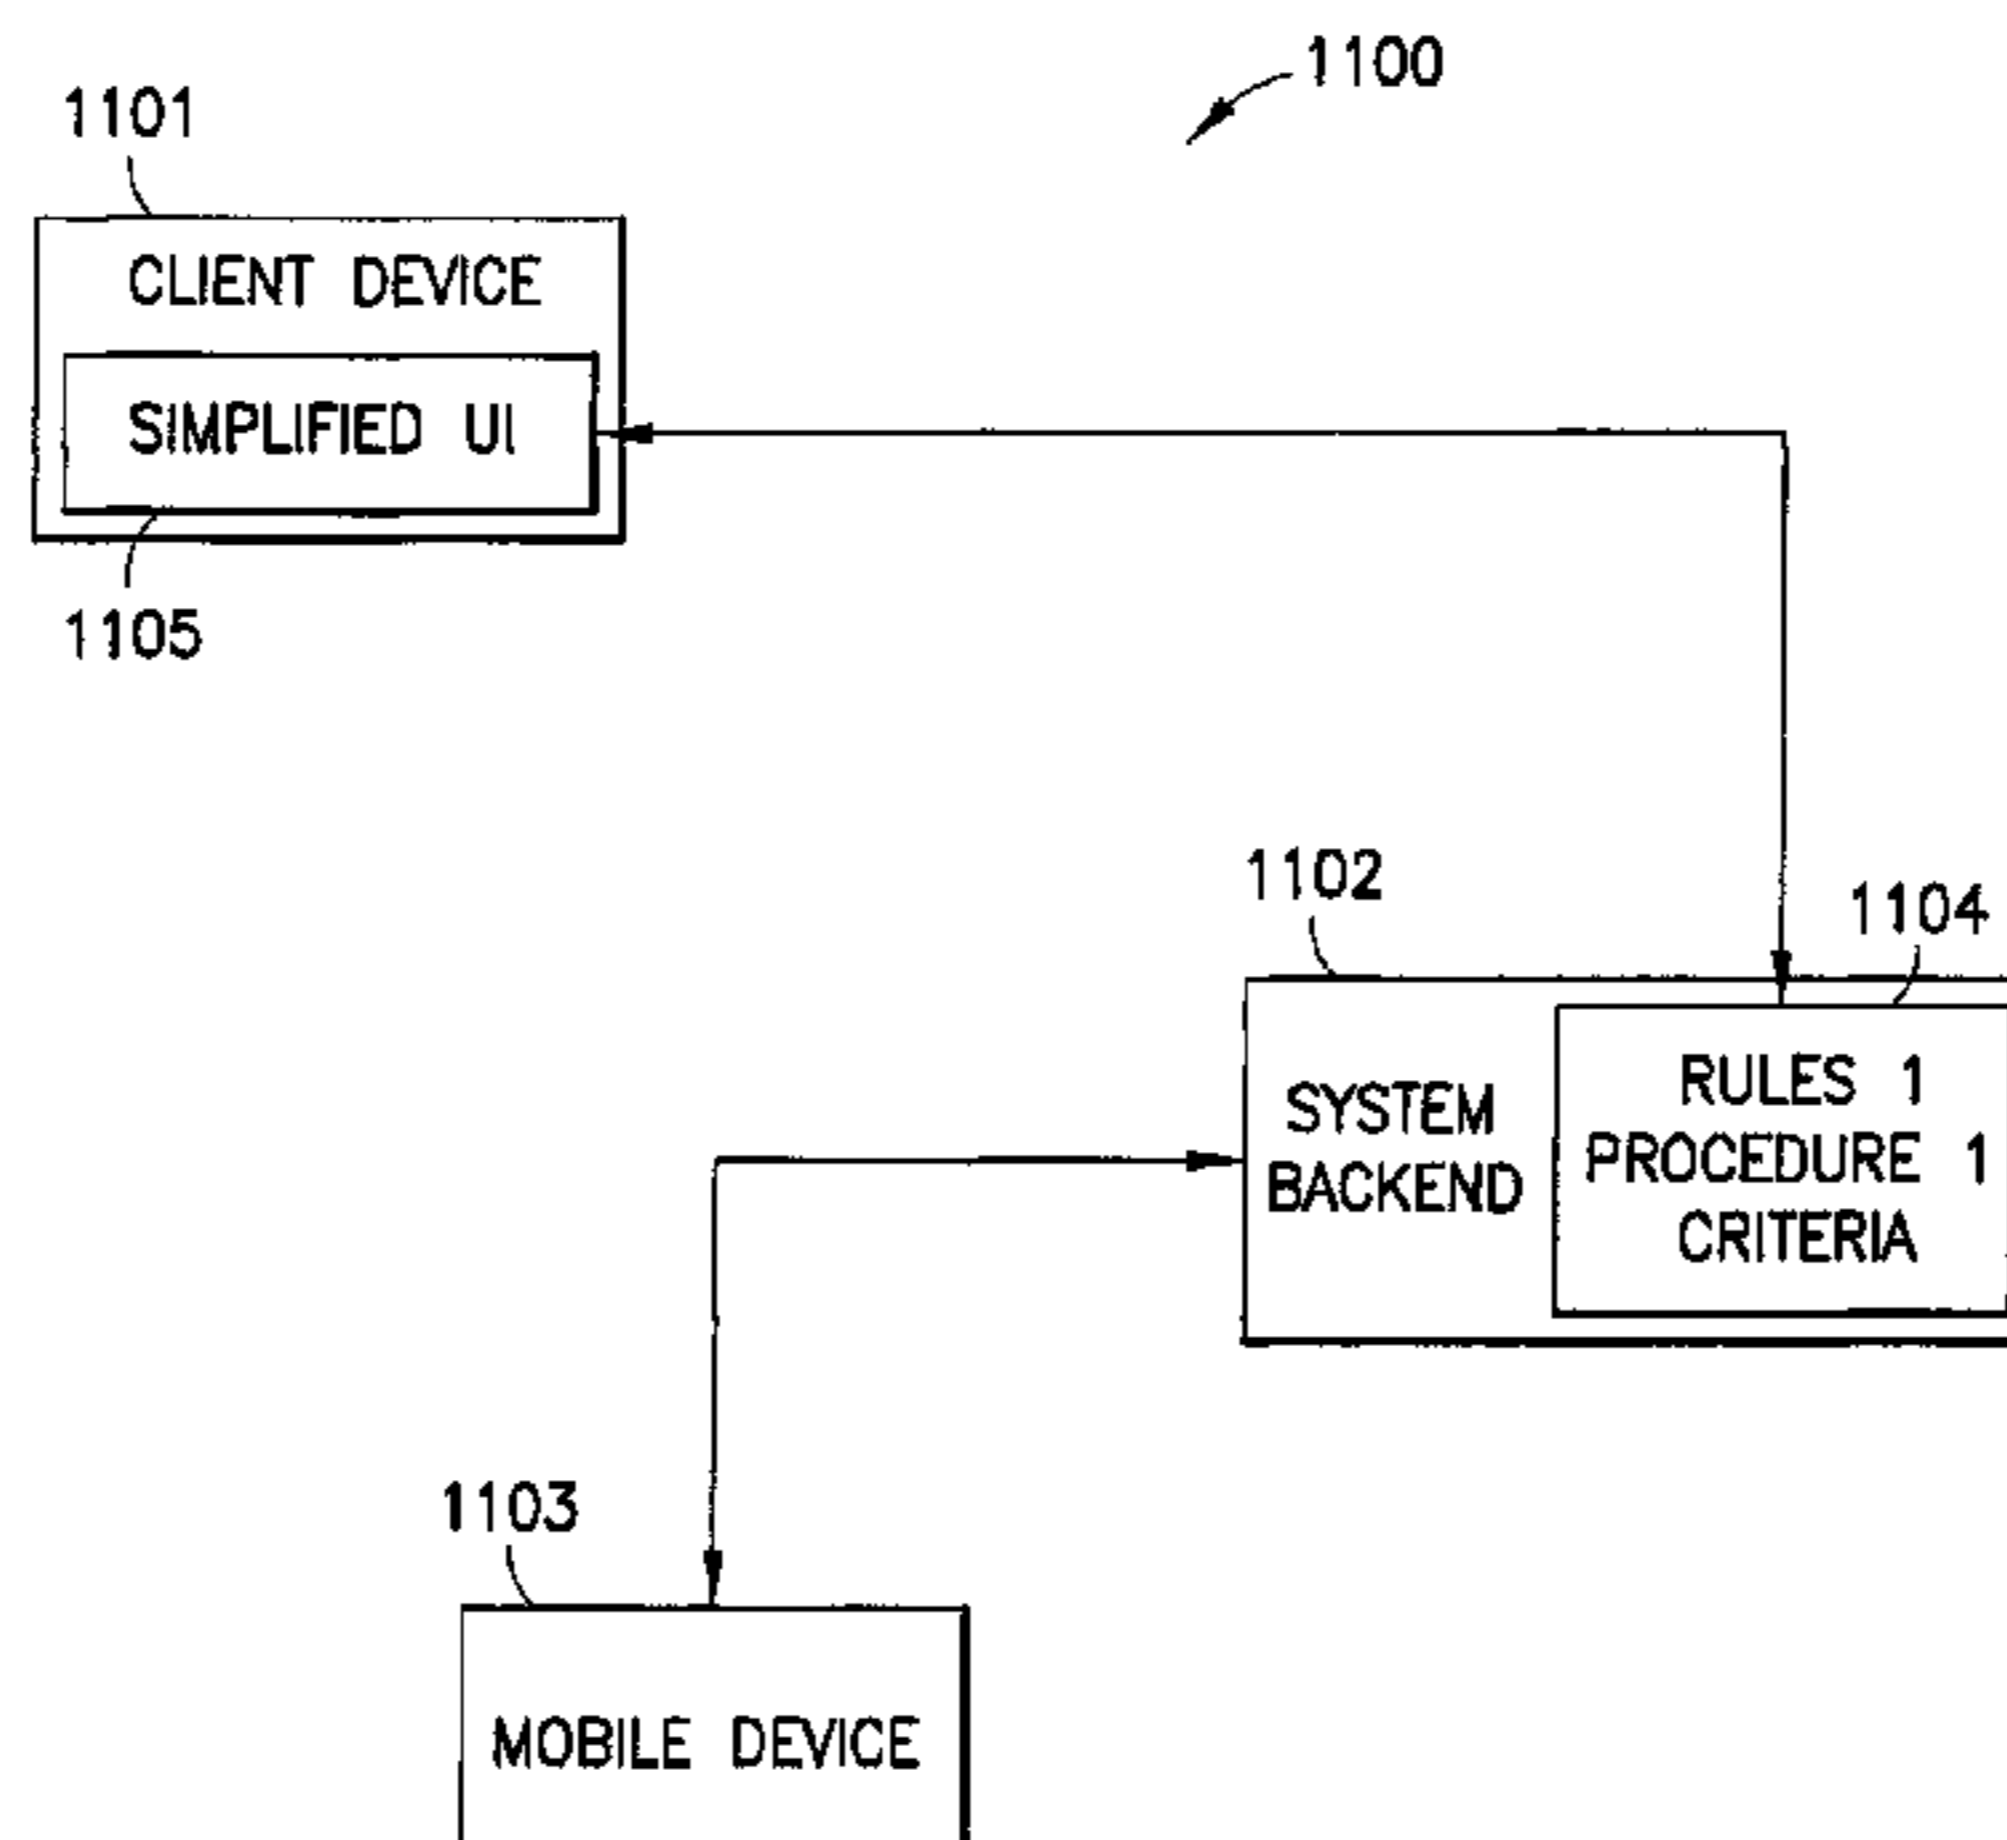 1100
1101
CLIENT DEVICE
SIMPLIFIED UI
1105
1102
1104
SYSTEM
BACKEND
RULES 1
PROCEDURE 1
CRITERIA
1103
MOBILE DEVICE